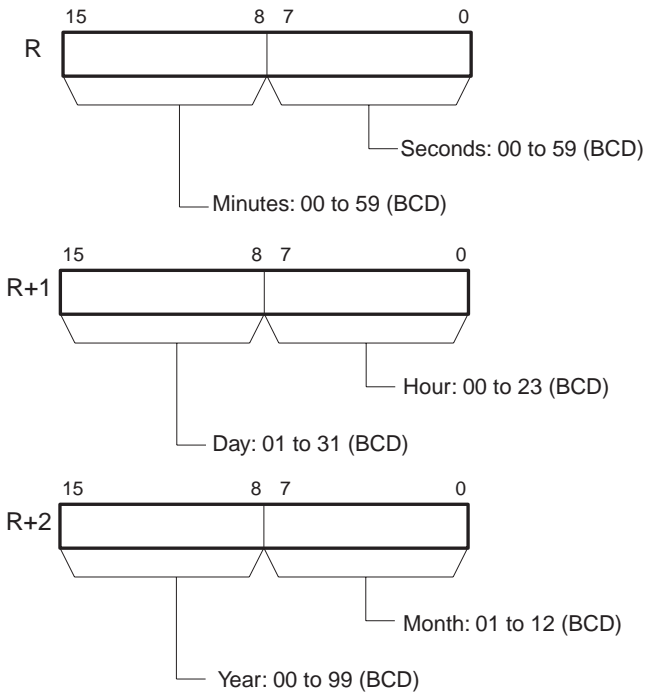 15 8 7 0
R
Seconds: 00 to 59 (BCD)
Minutes: 00 to 59 (BCD)
15 8 7 0
R+1
Hour: 00 to 23 (BCD)
Day: 01 to 31 (BCD)
15 8 7 0
R+2
Month: 01 to 12 (BCD)
Year: 00 to 99 (BCD)